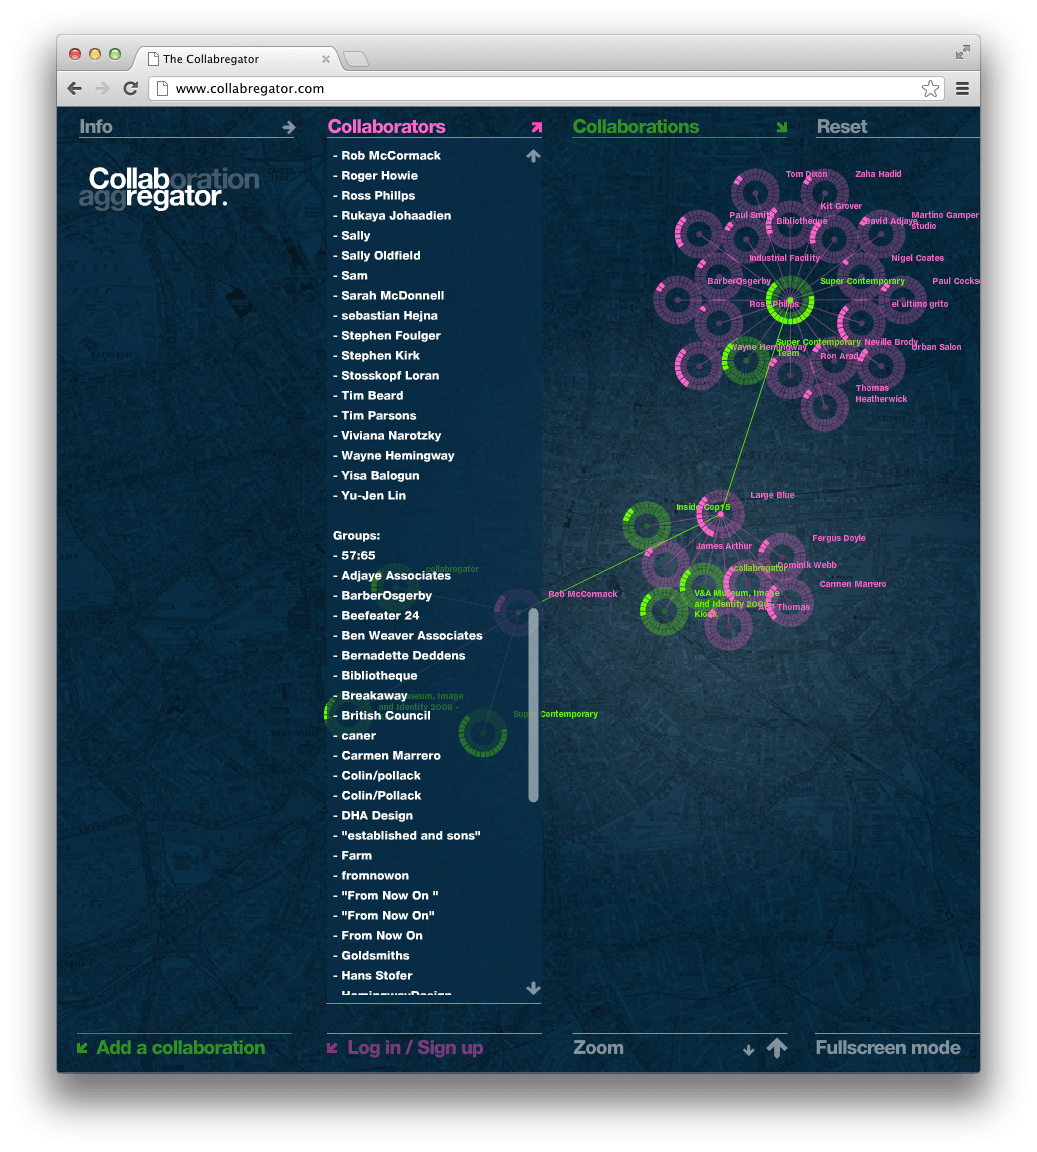 The Collabregator
www.collabregator.com
Info
Collaborators
Collaborations
Reset
Collaboration
aggregator.
- Rob McCormack
- Roger Howie
- Ross Phillps
- Rukaya Johaadien
- Sally
- Sally Oldfield
- Sam
- Sarah McDonnell
- sebastian Hejna
- Stephen Foulger
- Stephen Kirk
- Stosskopf Loran
- Tim Beard
- Tim Parsons
- Viviana Narotzky
- Wayne Hemingway
- Yisa Balogun
- Yu-Jen Lin
Groups:
- 57:65
- Adjaye Associates
- BarberOsgerby
- Beefeater 24
- Ben Weaver Associates
- Bernadette Deddens
- Bibliotheque
- Breakaway
- British Council
- caner
- Carmen Marrero
- Colin/pollack
- Colin/Pollack
- DHA Design
- "established and sons"
- Farm
- fromnowon
- "From Now On "
- "From Now On"
- From Now On
- Goldsmiths
- Hans Stofer
- HemingwayDesign
collabregator
Rob McCormack
Museum, Image
and Identity 2008 -
Super Contemporary
Tom Dixon
Zaha Hadid
Kit Grover
Paul Smith
Bibliotheque
David Adjaye
Martino Gamper
studio
Industrial Facility
Nigel Coates
BarberOsgerby
Super Contemporary
Paul Cocks
Ross Phillps
el ultimo grito
Wayne Hemingway
Super Contemporary
Team
Neville Brody
Urban Salon
Ron Arad
Thomas
Heatherwick
Large Blue
Inside Cop15
James Arthur
Fergus Doyle
collabregator
Dominik Webb
Carmen Marrero
V&A Museum, Image
and Identity 2008 -
Kiosk
Thomas
Add a collaboration
Log in / Sign up
Zoom
Fullscreen mode